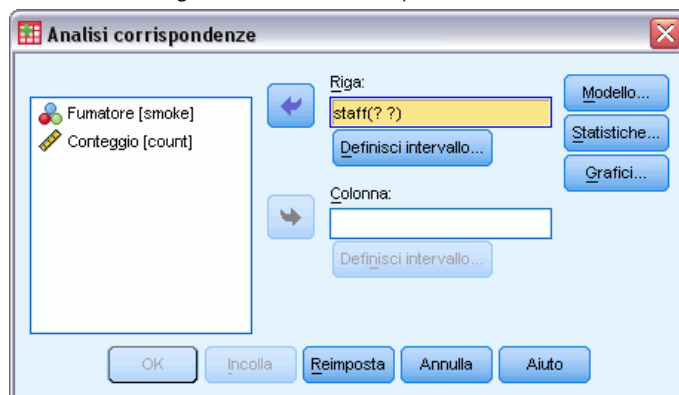 Analisi corrispondenze
Fumatore [smoke]
Conteggio [count]
Riga:
staff(? ?)
Definisci intervallo...
Colonna:
Definisci intervallo...
Modello...
Statistiche...
Grafici...
OK
Incolla
Reimposta
Annulla
Aiuto